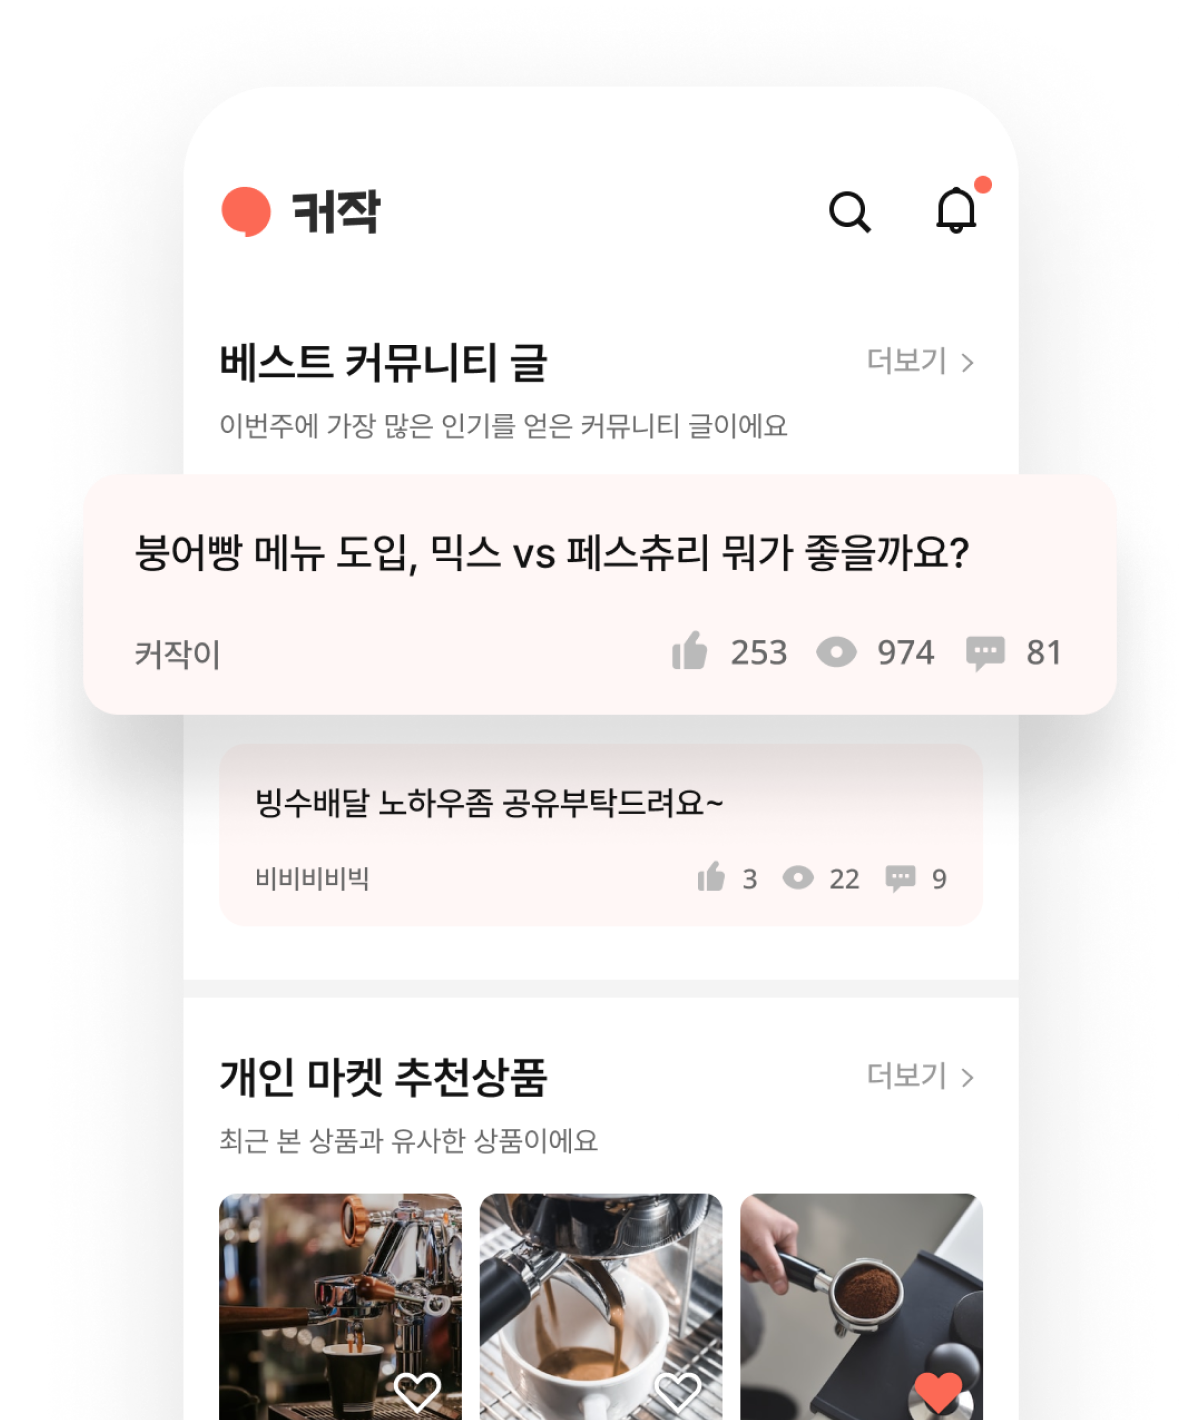 커작
베스트 커뮤니티 글
더보기 >
이번주에 가장 많은 인기를 얻은 커뮤니티 글이에요
붕어빵 메뉴 도입, 믹스 vs 페스츄리 뭐가 좋을까요?
커작이 253 974 81
빙수배달 노하우좀 공유부탁드려요~
비비비비빅 3 22 9
개인 마켓 추천상품
더보기 >
최근 본 상품과 유사한 상품이에요